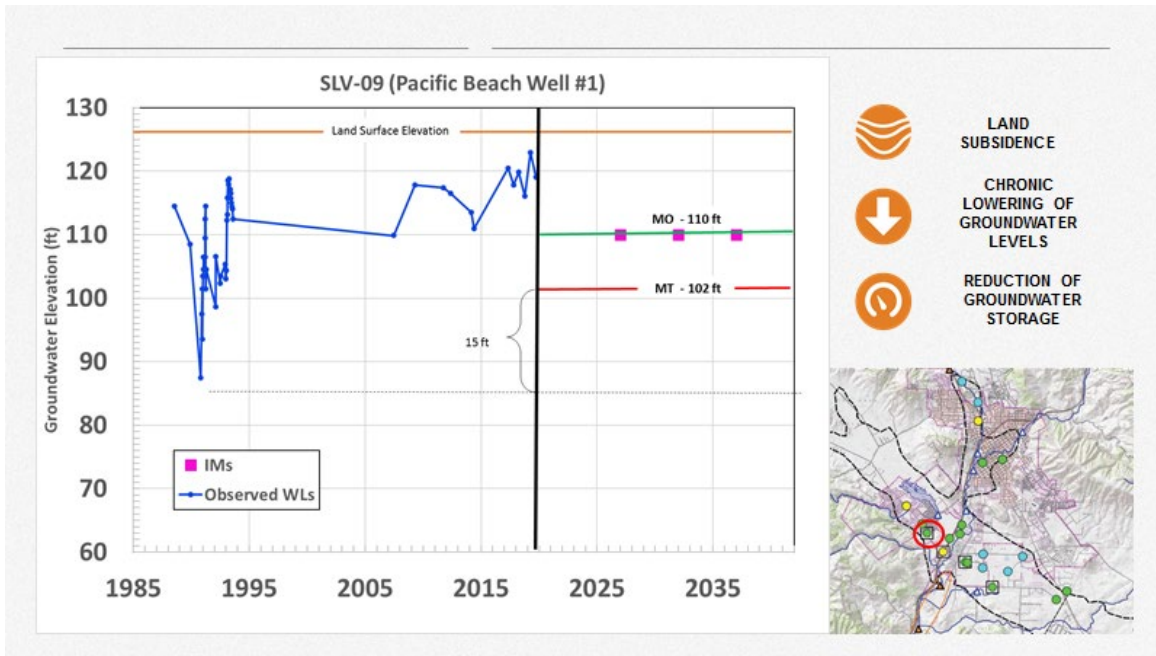 SLV-09 (Pacific Beach Well #1)
130
120
110
100
90
80
70
60
Groundwater Elevation (ft)
Land Surface Elevation
MO - 110 ft
MT - 102 ft
15 ft
IMs
Observed WLs
1985
1995
2005
2015
2025
2035
LAND
SUBSIDENCE
CHRONIC
LOWERING OF
GROUNDWATER
LEVELS
REDUCTION OF
GROUNDWATER
STORAGE